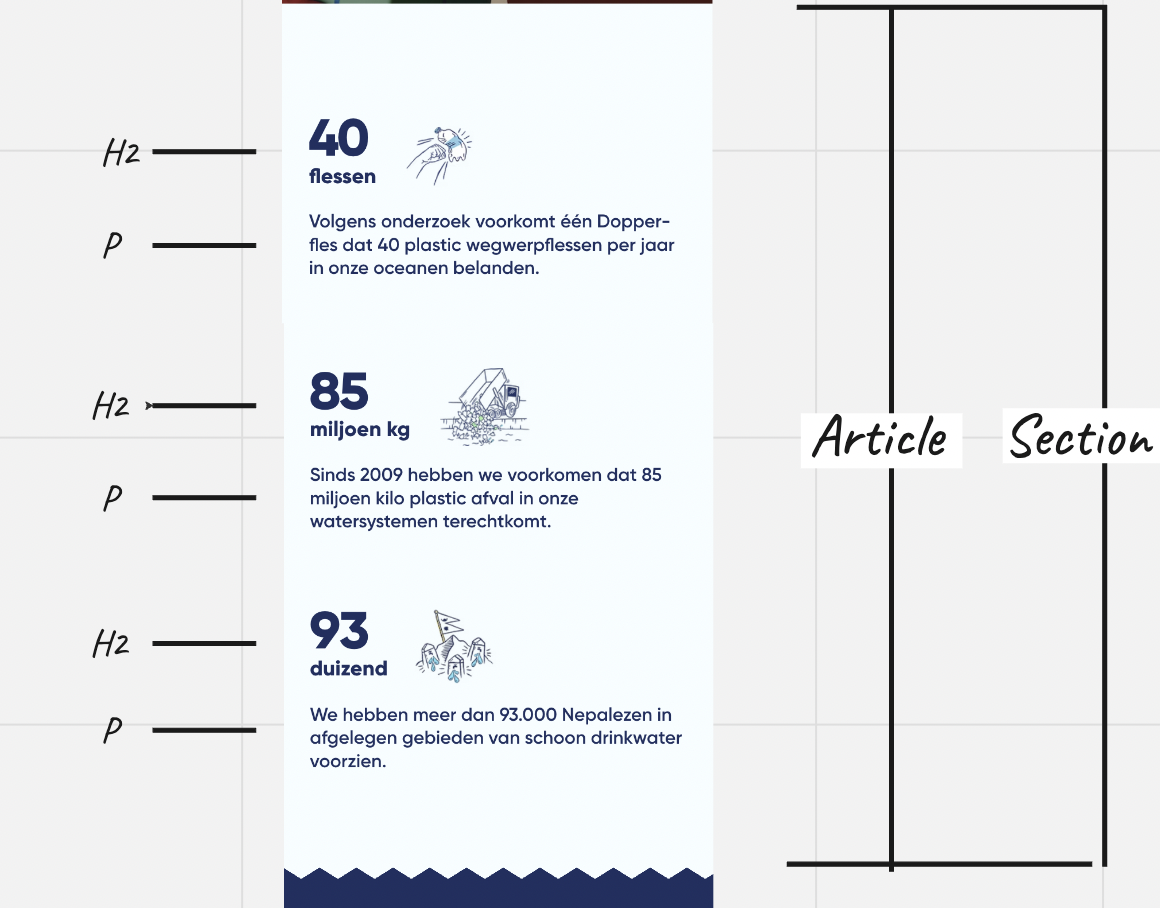 H2
40
flessen
P
Volgens onderzoek voorkomt één Dopper-
fles dat 40 plastic wegwerpflessen per jaar
in onze oceanen belanden.
H2
85
miljoen kg
P
Sinds 2009 hebben we voorkomen dat 85
miljoen kilo plastic afval in onze
watersystemen terechtkomt.
H2
93
duizend
P
We hebben meer dan 93.000 Nepalezen in
afgelegen gebieden van schoon drinkwater
voorzien.
Article
Section